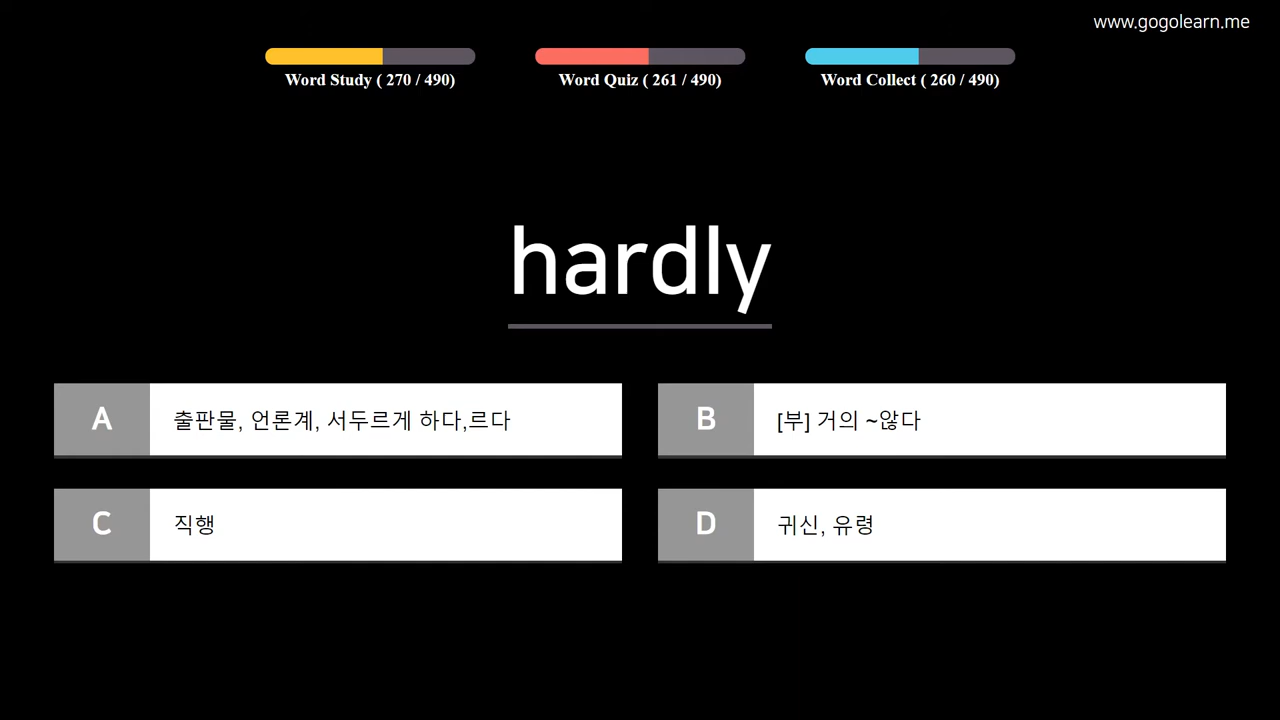 www.gogolearn.me
Word Study ( 270 / 490)
Word Quiz ( 261 / 490)
Word Collect ( 260 / 490)
hardly
A 출판물, 언론계, 서두르게 하다,르다
B [부] 거의 ~않다
C 직행
D 귀신, 유령